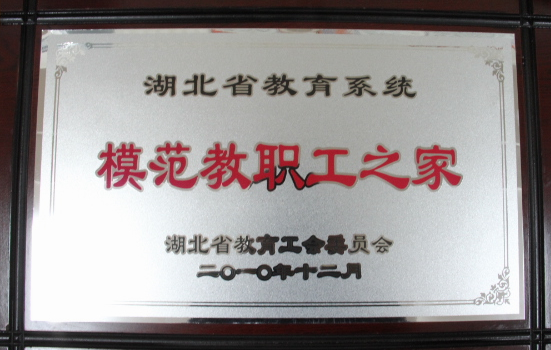 湖北省教育系统
模范教职工之家
湖北省教育工会委员会
二〇一〇年十二月